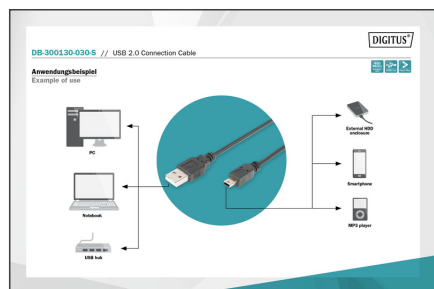 DIGITUS®
DB-300130-030-S // USB 2.0 Connection Cable
Anwendungsbeispiel
Example of use
PC
Notebook
USB hub
External HDD
enclosure
Smartphone
MP3 player